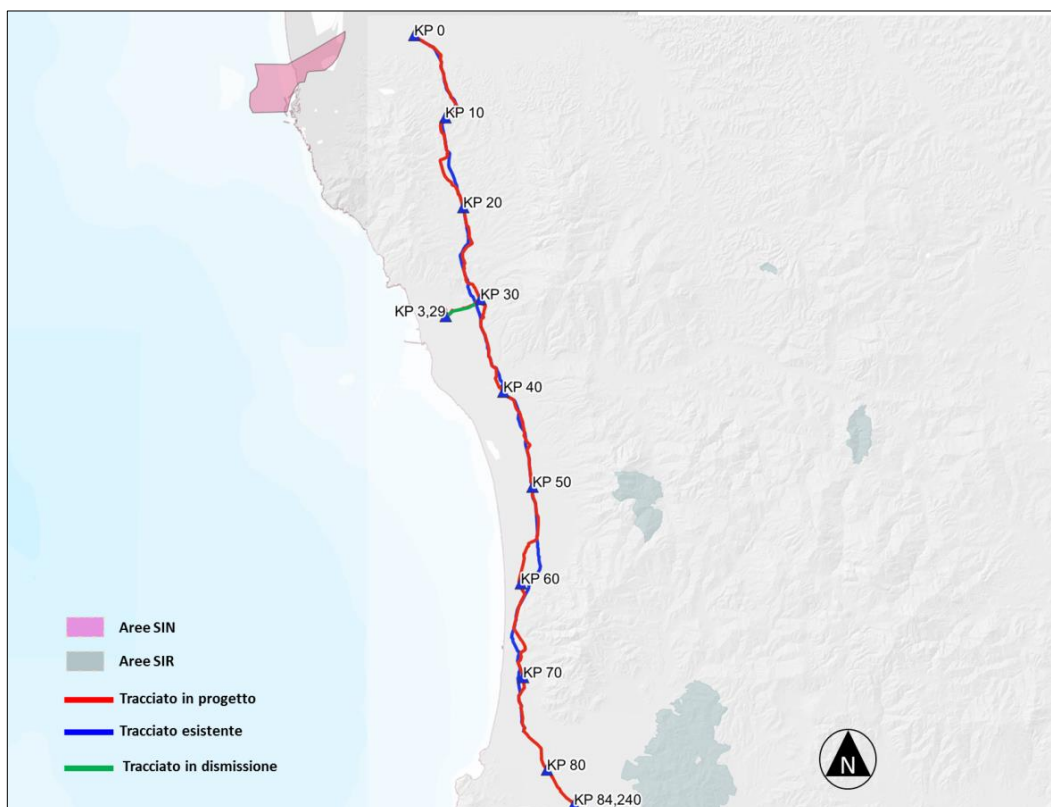 KP 0
KP 10
KP 20
KP 30
KP 3,29
KP 40
KP 50
KP 60
KP 70
KP 80
KP 84,240
Aree SIN
Aree SIR
Tracciato in progetto
Tracciato esistente
Tracciato in dismissione
N